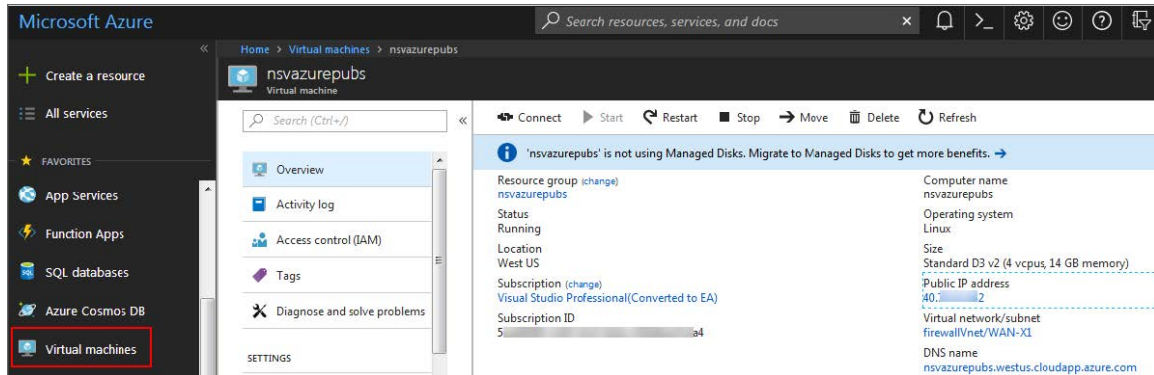 Microsoft Azure
Search resources, services, and docs
Home > Virtual machines > nsvazurepubs
Create a resource
All services
FAVORITES
App Services
Function Apps
SQL databases
Azure Cosmos DB
Virtual machines
nsvazurepubs
Virtual machine
Search (Ctrl+/)
Overview
Activity log
Access control (IAM)
Tags
Diagnose and solve problems
SETTINGS
Connect Start Restart Stop Move Delete Refresh
'nsvazurepubs' is not using Managed Disks. Migrate to Managed Disks to get more benefits. →
Resource group (change)
nsvazurepubs
Status
Running
Location
West US
Subscription (change)
Visual Studio Professional(Converted to EA)
Subscription ID
5 a4
Computer name
nsvazurepubs
Operating system
Linux
Size
Standard D3 v2 (4 vcpus, 14 GB memory)
Public IP address
40. 2
Virtual network/subnet
firewallVnet/WAN-X1
DNS name
nsvazurepubs.westus.cloudapp.azure.com